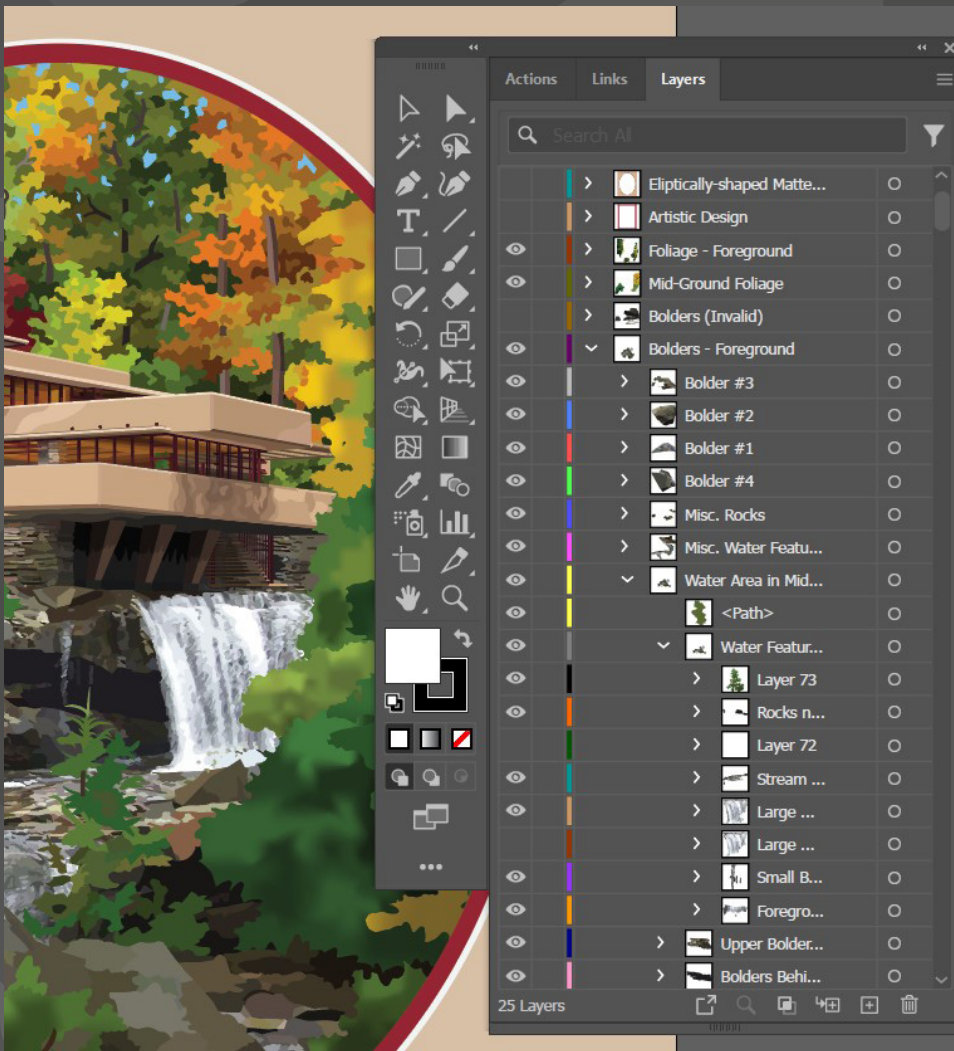 Actions Links Layers
Search All
Eliptically-shaped Matte...
Artistic Design
Foliage - Foreground
Mid-Ground Foliage
Bolders (Invalid)
Bolders - Foreground
Bolder #3
Bolder #2
Bolder #1
Bolder #4
Misc. Rocks
Misc. Water Featu...
Water Area in Mid...
<Path>
Water Featur...
Layer 73
Rocks n...
Layer 72
Stream ...
Large ...
Large ...
Small B...
Foregro...
Upper Bolder...
Bolders Behi...
25 Layers